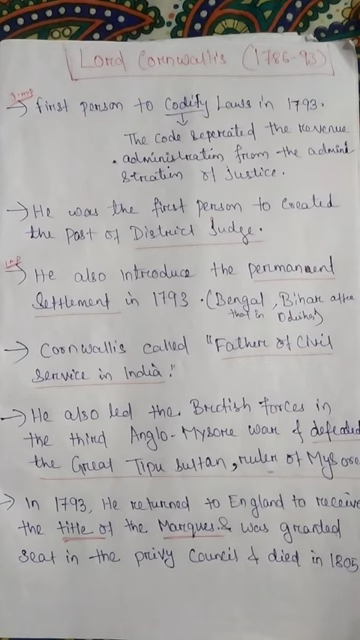 Lord Cornwallis (1786-93)
imp
→ first person to Codify Laws in 1793.
The Code seperated the revenue
administration from the admini
stration of justice.
→ He was the first person to created
the Post of District Judge.
imp
→ He also introduce the permannent
Settlement in 1793. (Bengal, Bihar after
that in Odisha)
→ Cornwallis called "Father of Civil
Service in India."
→ He also led the British forces in
the third Anglo-Mysore war & defeated
the Great Tipu Sultan, ruler of Mysore
→ In 1793, He returned to England to receive
the title of the Marques & was granded
seat in the privy Council & died in 1805